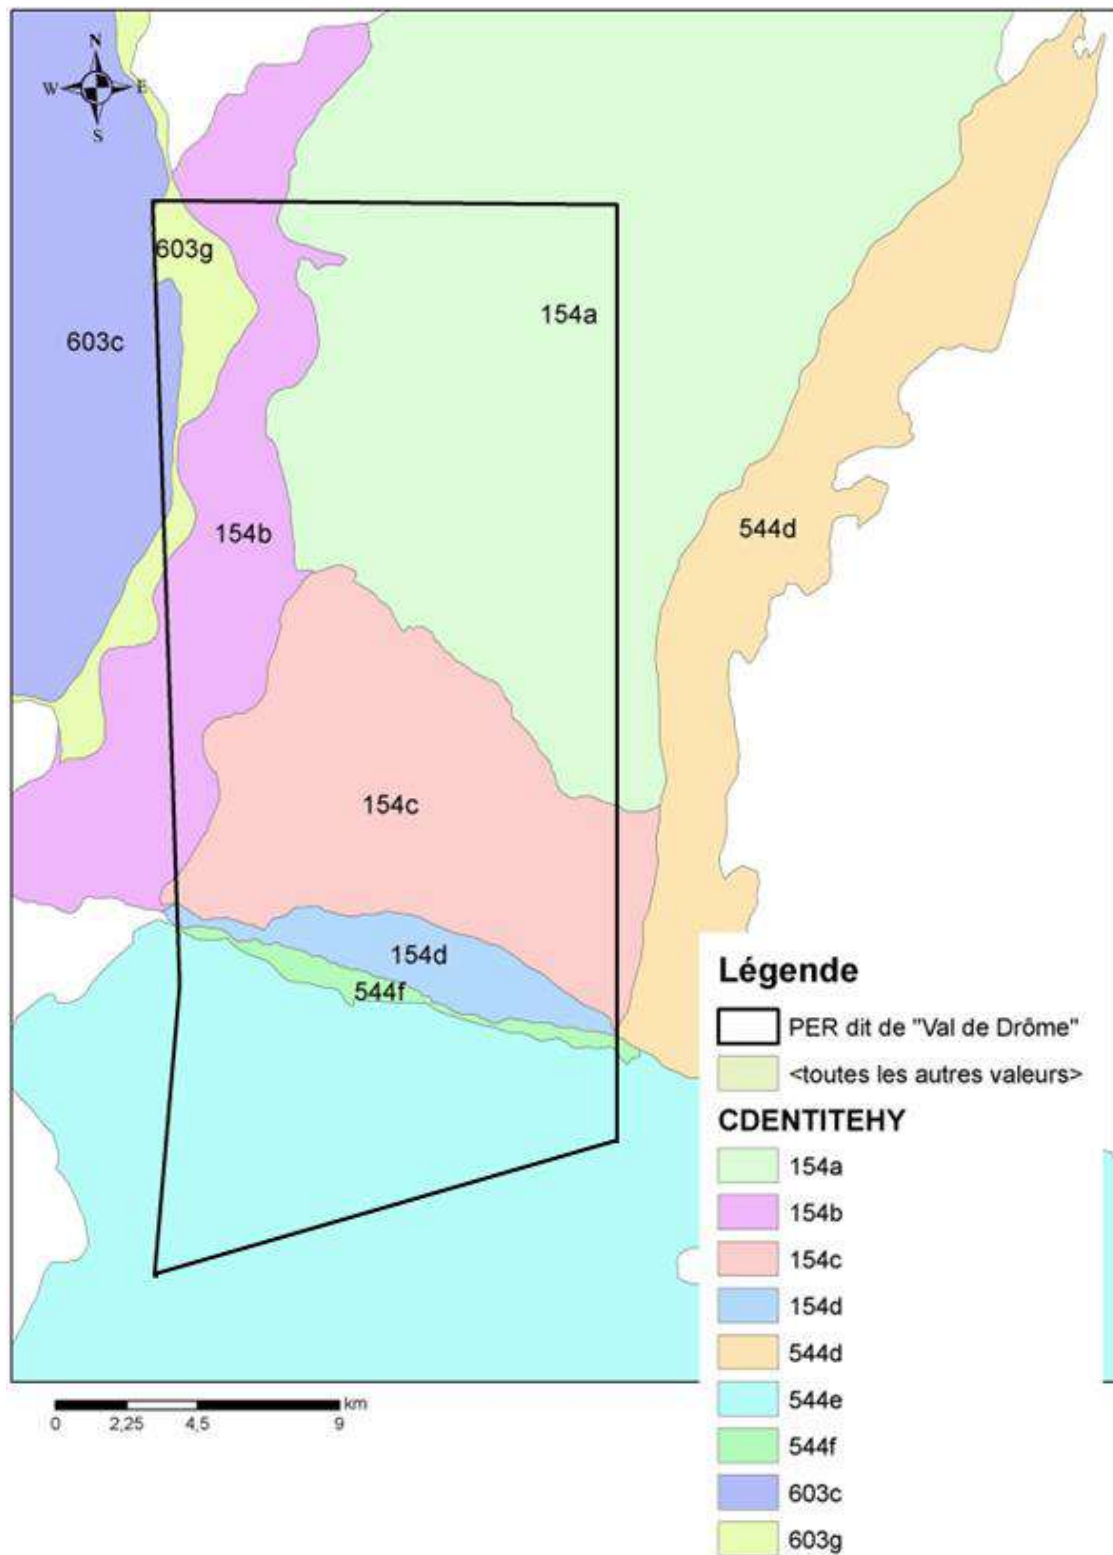 N
W E
S
603g
154a
603c
154b
544d
154c
154d
544f
Légende
PER dit de "Val de Drôme"
<toutes les autres valeurs>
CDENTITEHY
154a
154b
154c
154d
544d
544e
544f
603c
603g
km
0 2,25 4,5 9